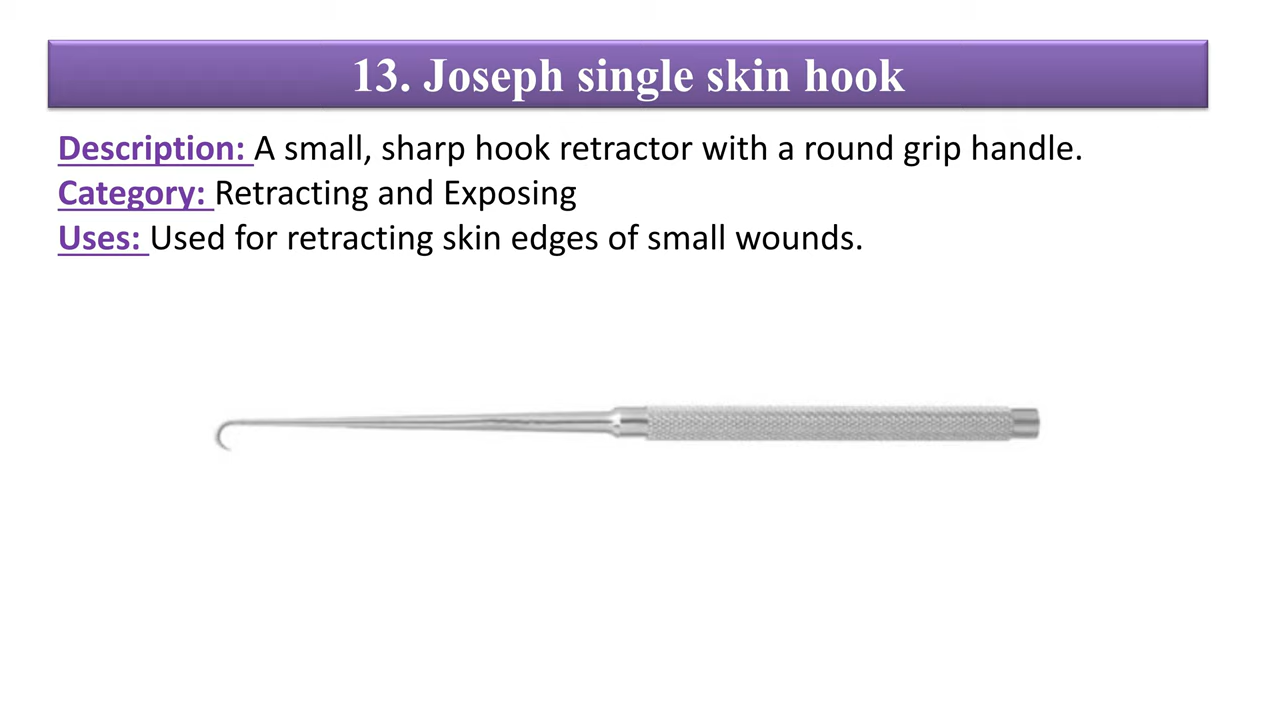 13. Joseph single skin hook
Description: A small, sharp hook retractor with a round grip handle.
Category: Retracting and Exposing
Uses: Used for retracting skin edges of small wounds.